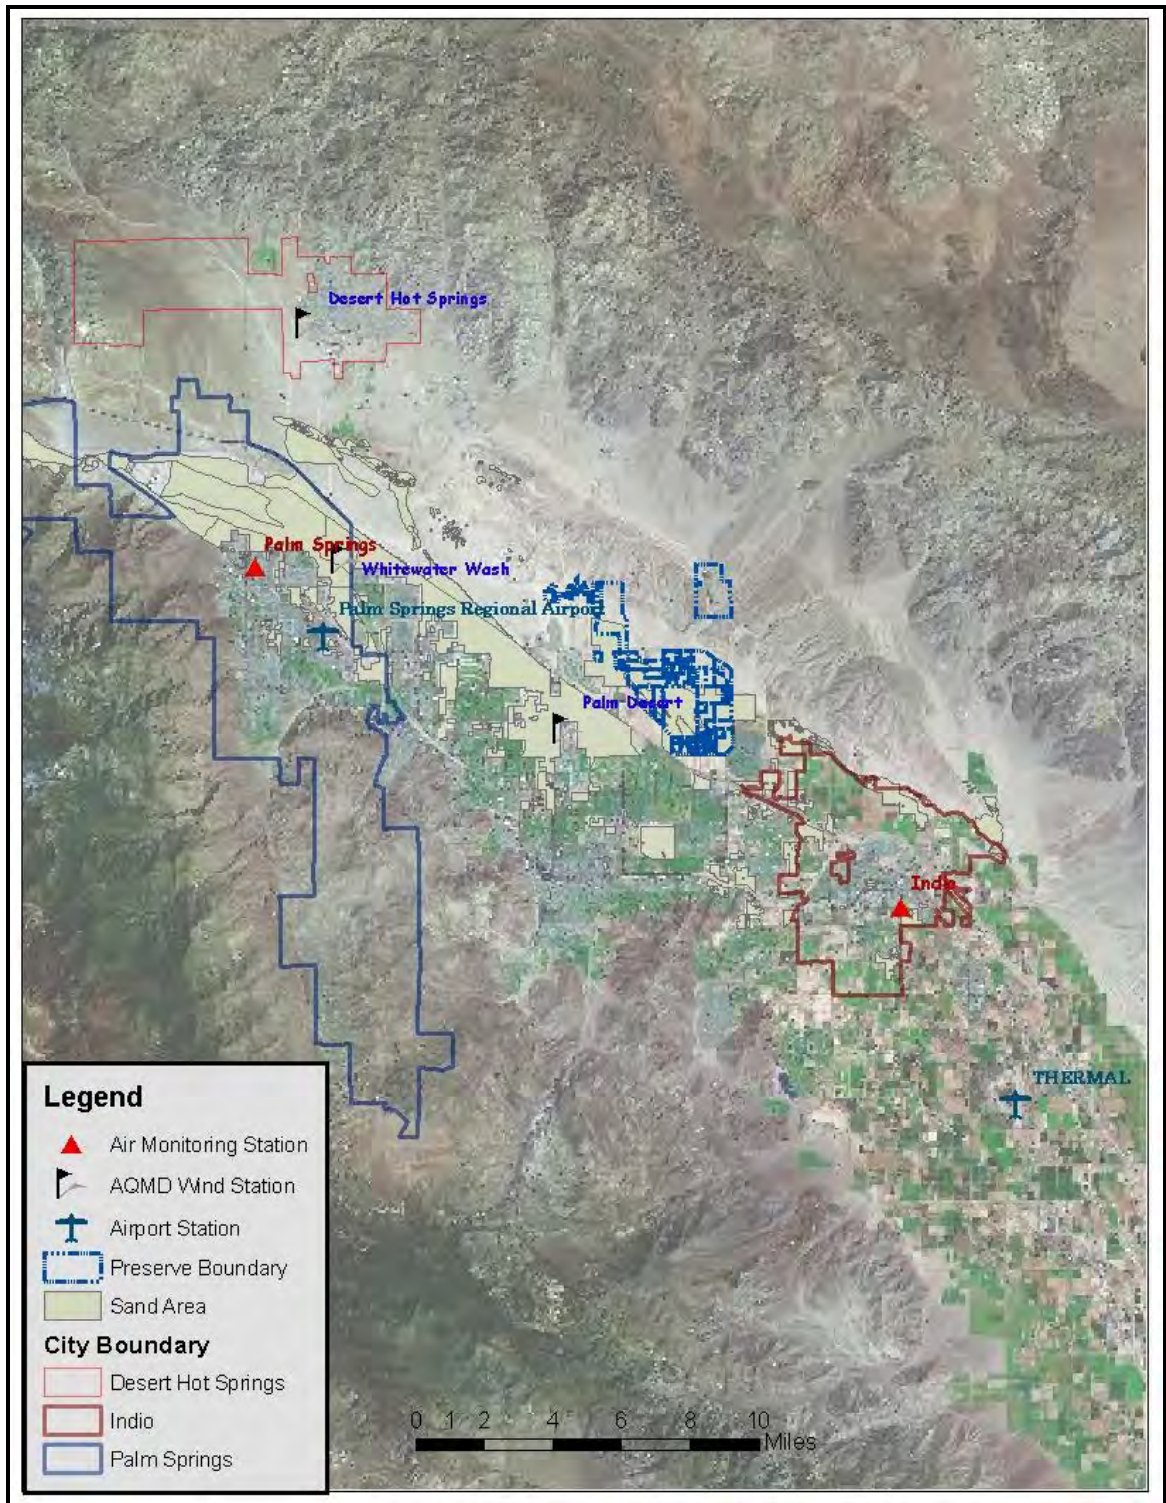 Desert Hot Springs
Palm Springs
Whitewater Wash
Palm Springs Regional Airport
Palm Desert
Indio
THERMAL
Legend
Air Monitoring Station
AQMD Wind Station
Airport Station
Preserve Boundary
Sand Area
City Boundary
Desert Hot Springs
Indio
Palm Springs
0 1 2 4 6 8 10
Miles